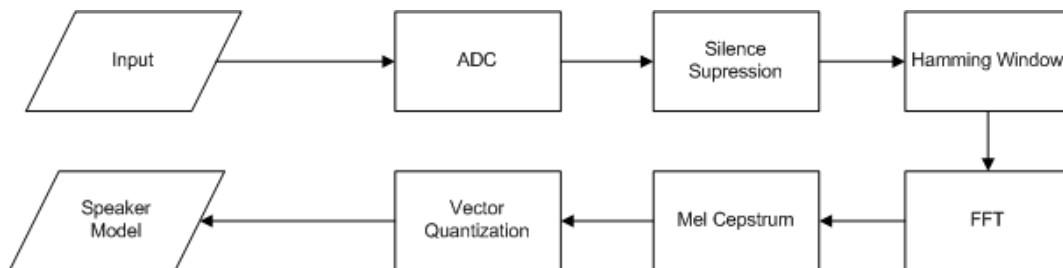 Input
ADC
Silence
Supression
Hamming Window
Speaker
Model
Vector
Quantization
Mel Cepstrum
FFT